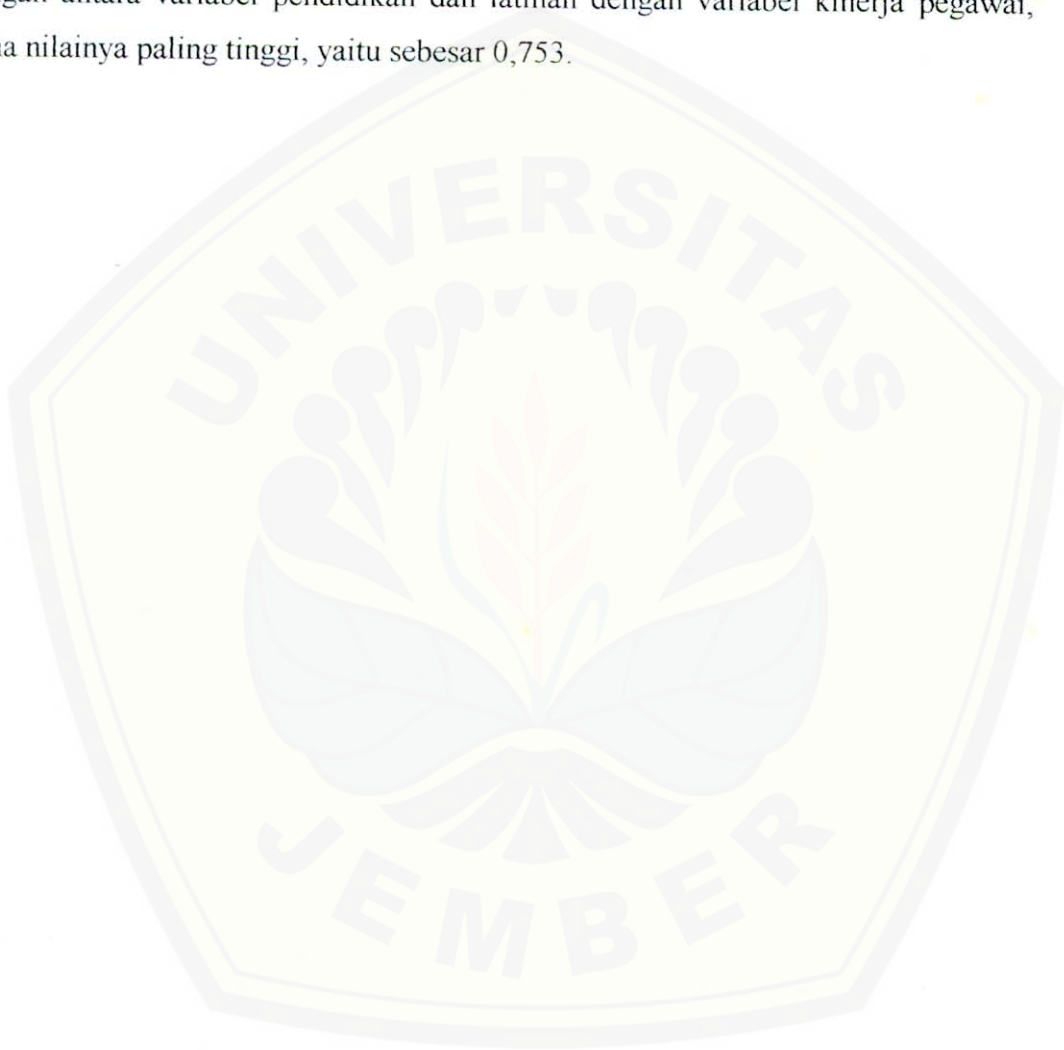 antara variabel pendidikan dan latihan dengan variabel kinerja pegawai,
nilainya paling tinggi, yaitu sebesar 0,753.
UNIVERSITAS
JEMBER